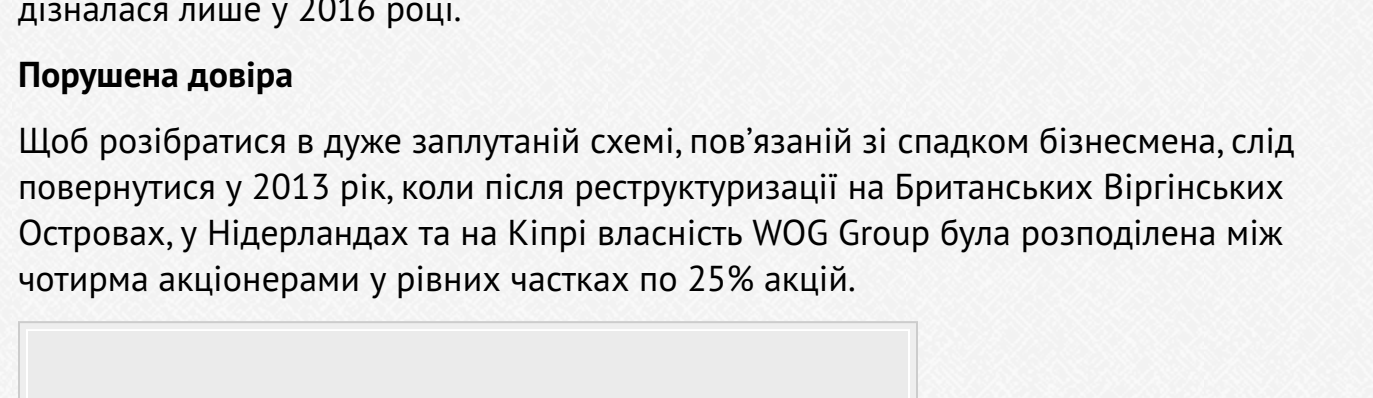 дізналася лише у 2016 році.
Порушена довіра
Щоб розібратися в дуже заплутаній схемі, пов’язаній зі спадком бізнесмена, слід
повернутися у 2013 рік, коли після реструктуризації на Британських Віргінських
Островах, у Нідерландах та на Кіпрі власність WOG Group була розподілена між
чотирма акціонерами у рівних частках по 25% акцій.